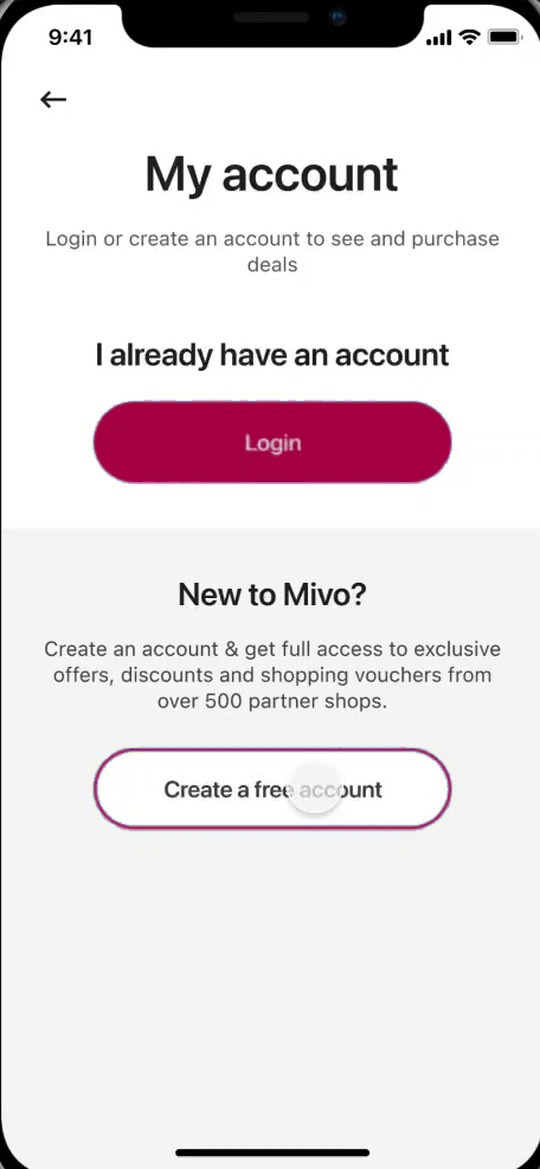 9:41
My account
Login or create an account to see and purchase
deals
I already have an account
Login
New to Mivo?
Create an account & get full access to exclusive
offers, discounts and shopping vouchers from
over 500 partner shops.
Create a free account